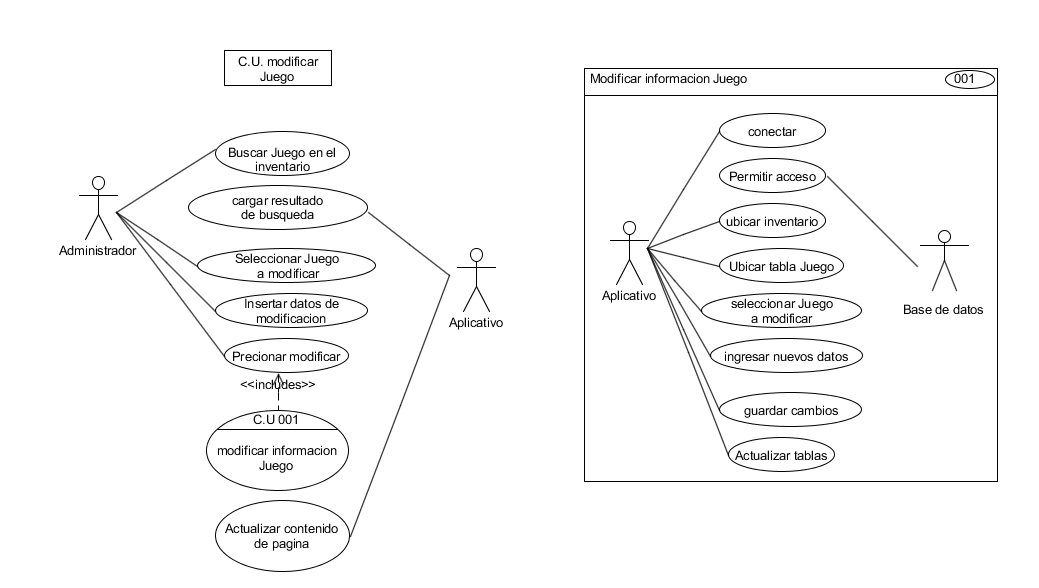 C.U. modificar
Juego
Buscar Juego en el
inventario
cargar resultado
de busqueda
Administrador
Seleccionar Juego
a modificar
Insertar datos de
modificacion
Aplicativo
Precionar modificar
<<includes>>
C.U 001
modificar informacion
Juego
Actualizar contenido
de pagina
Modificar informacion Juego
001
conectar
Permitir acceso
ubicar inventario
Ubicar tabla Juego
Aplicativo
seleccionar Juego
a modificar
Base de datos
ingresar nuevos datos
guardar cambios
Actualizar tablas